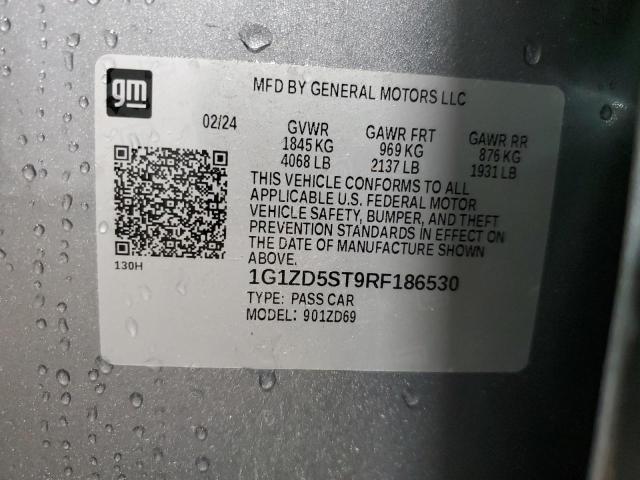 gm
MFD BY GENERAL MOTORS LLC
02/24 GVWR GAWR FRT GAWR RR
1845 KG 969 KG 876 KG
4068 LB 2137 LB 1931 LB
THIS VEHICLE CONFORMS TO ALL
APPLICABLE U.S. FEDERAL MOTOR
VEHICLE SAFETY, BUMPER, AND THEFT
PREVENTION STANDARDS IN EFFECT ON
THE DATE OF MANUFACTURE SHOWN
ABOVE.
130H
1G1ZD5ST9RF186530
TYPE: PASS CAR
MODEL: 901ZD69